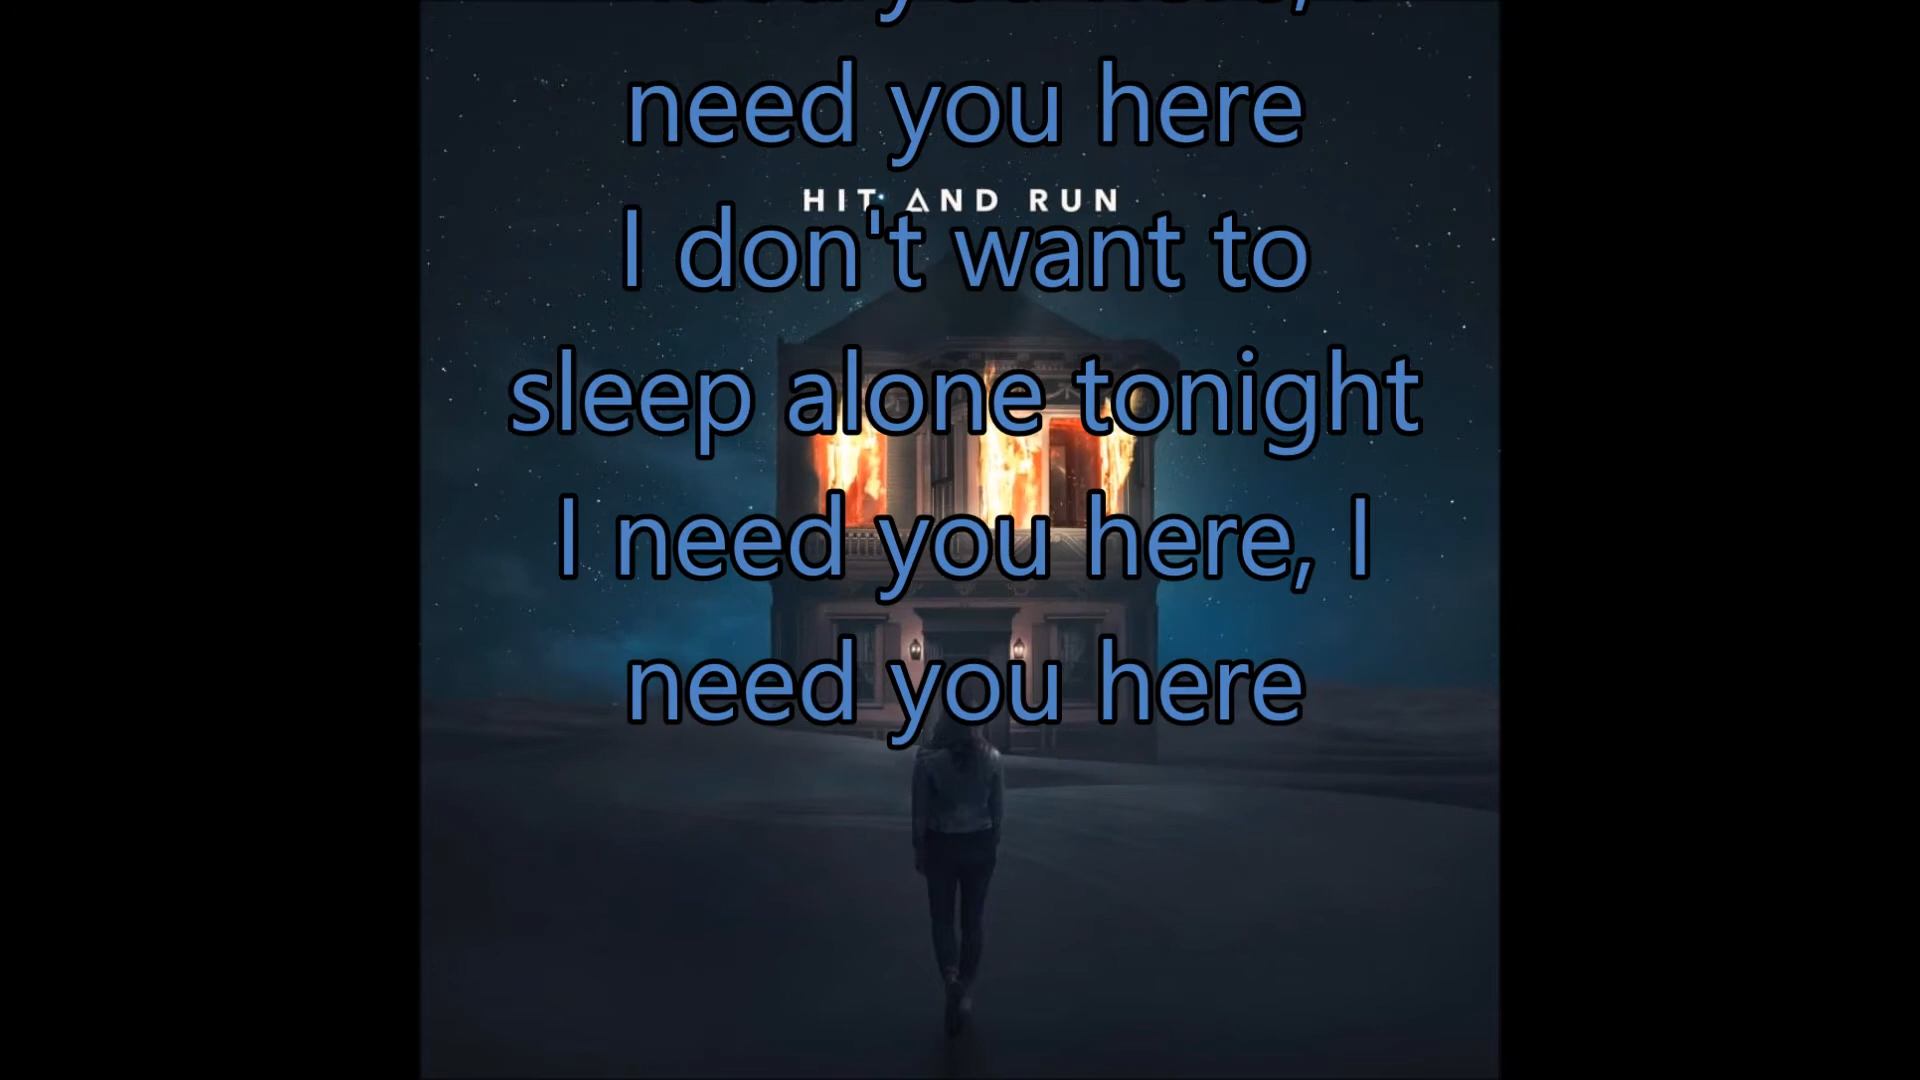 need you here
HIT AND RUN
I don't want to
sleep alone tonight
I need you here, I
need you here